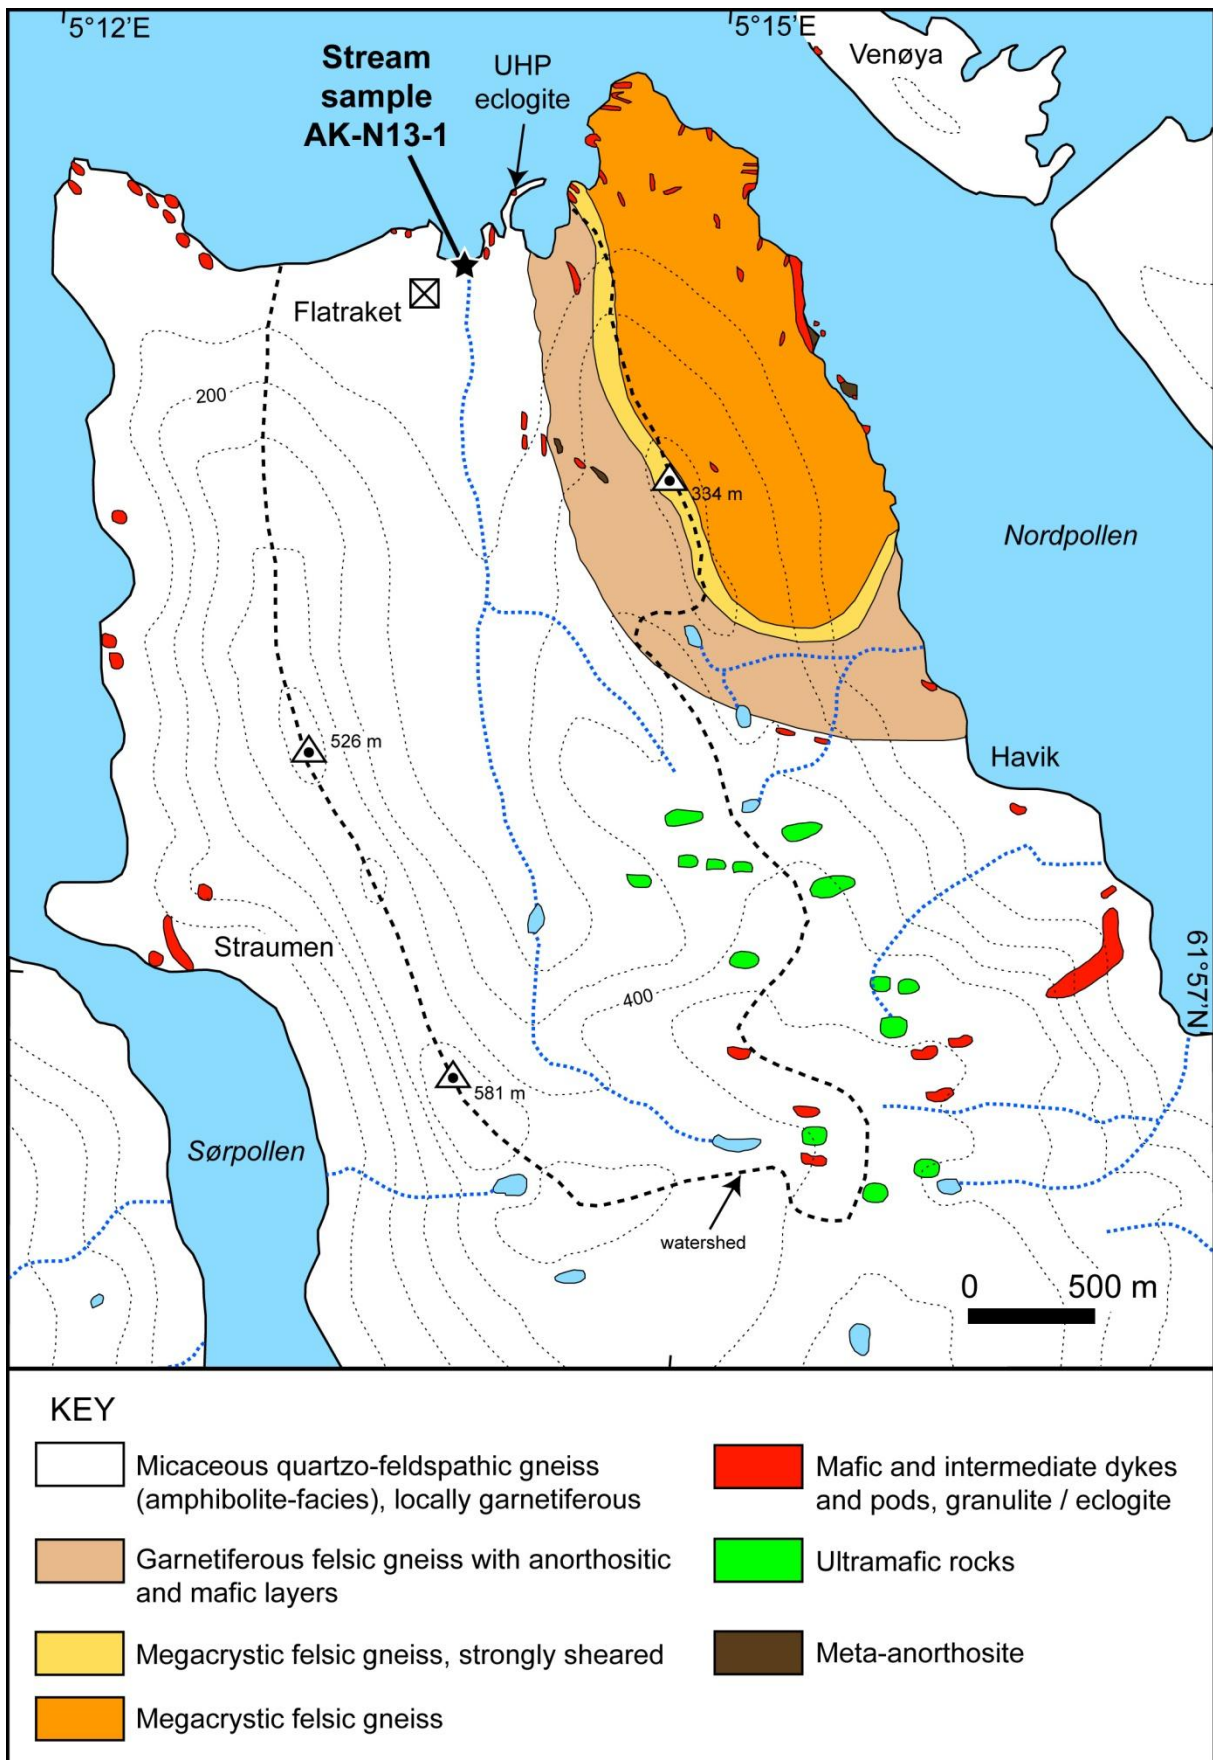 5°12’E
5°15’E
Venøya
Stream
sample
AK-N13-1
UHP
eclogite
Flatraket
200
334 m
Nordpollen
526 m
Havik
Straumen
400
61°57’N
581 m
Sørpollen
watershed
0 500 m
KEY
Micaceous quartzo-feldspathic gneiss
(amphibolite-facies), locally garnetiferous
Garnetiferous felsic gneiss with anorthositic
and mafic layers
Megacrystic felsic gneiss, strongly sheared
Megacrystic felsic gneiss
Mafic and intermediate dykes
and pods, granulite / eclogite
Ultramafic rocks
Meta-anorthosite